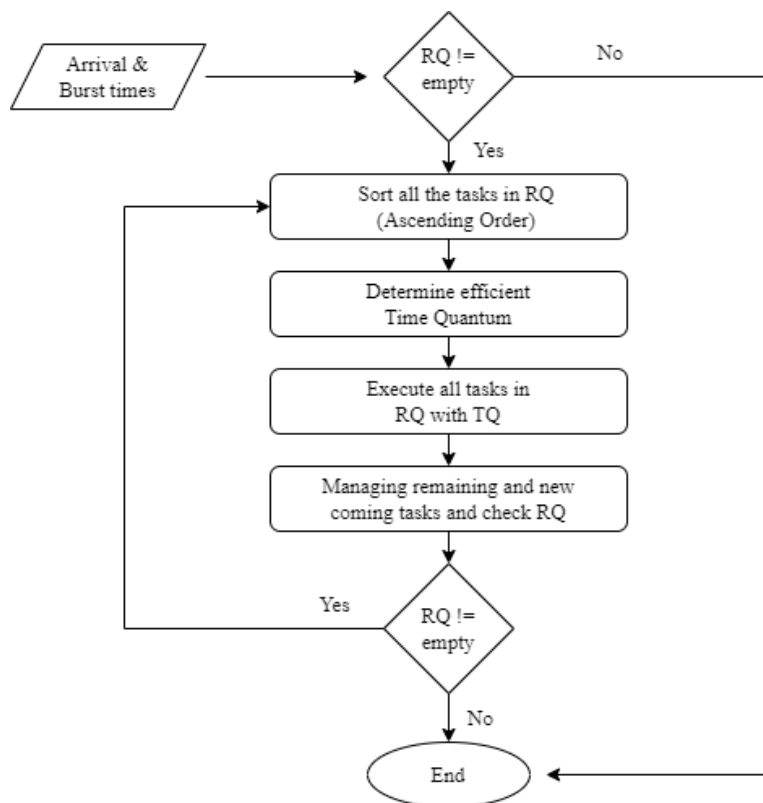 Arrival &
Burst times
RQ !=
empty
No
Yes
Sort all the tasks in RQ
(Ascending Order)
Determine efficient
Time Quantum
Execute all tasks in
RQ with TQ
Managing remaining and new
coming tasks and check RQ
Yes
RQ !=
empty
No
End